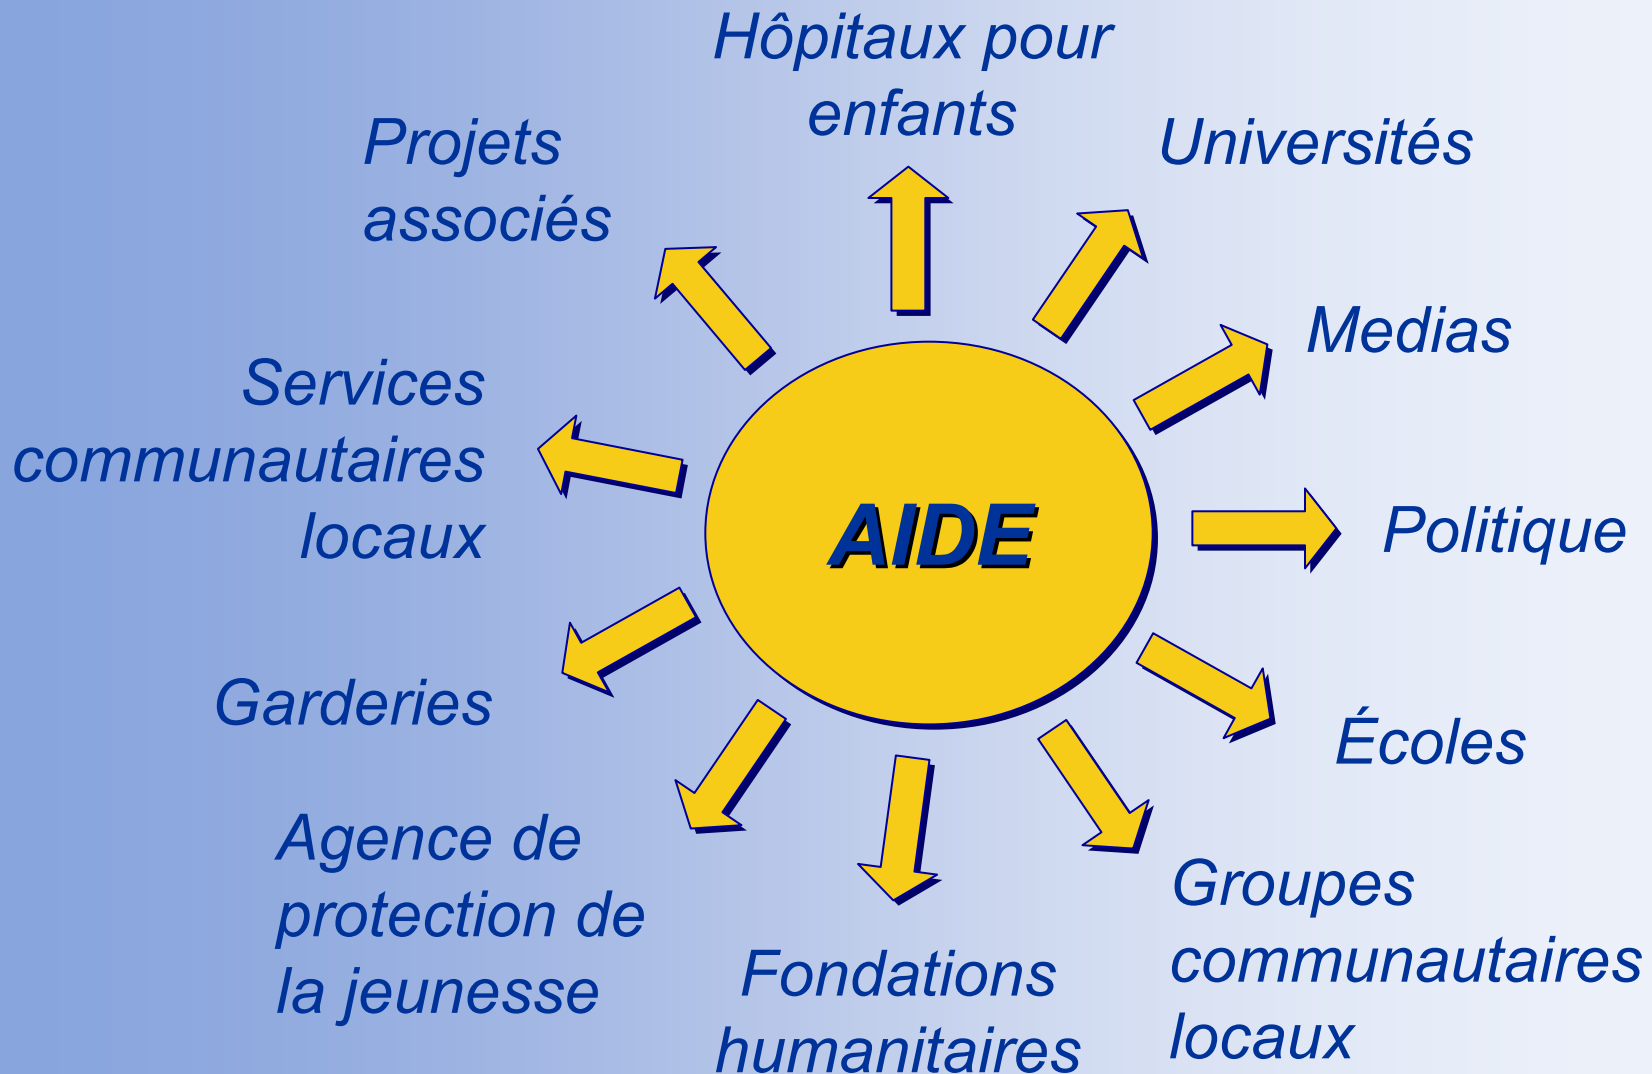 Hôpitaux pour
enfants
Universités
Medias
Politique
Écoles
Groupes
communautaires
locaux
Fondations
humanitaires
Agence de
protection de
la jeunesse
Garderies
Services
communautaires
locaux
Projets
associés
AIDE